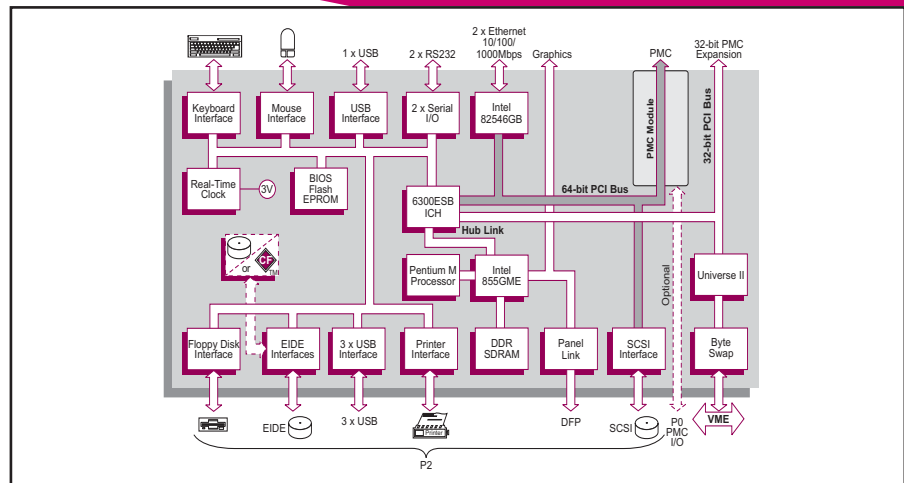 2 x Ethernet
10/100/
1000Mbps
1 x USB
2 x RS232
Graphics
PMC
32-bit PMC
Expansion
Keyboard
Interface
Mouse
Interface
USB
Interface
2 x Serial
I/O
Intel
82546GB
PMC Module
32-bit PCI Bus
Real-Time
Clock
3V
BIOS
Flash
EPROM
6300ESB
ICH
64-bit PCI Bus
Hub Link
or
CF
TM
Pentium M
Processor
Intel
855GME
Optional
Universe II
Floppy Disk
Interface
EIDE
Interfaces
3 x USB
Interface
Printer
Interface
DDR
SDRAM
Panel
Link
SCSI
Interface
Byte
Swap
EIDE
3 x USB
Printer
DFP
SCSI
P0
PMC
I/O
VME
P2